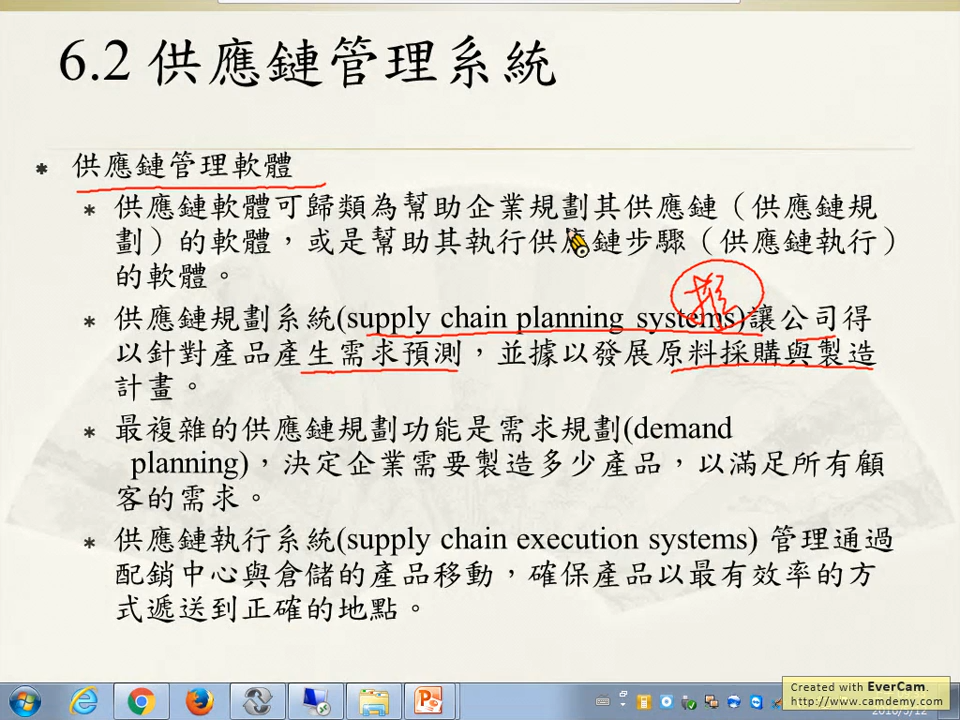 6.2 供應鏈管理系統
供應鏈管理軟體
供應鏈軟體可歸類為幫助企業規劃其供應鏈（供應鏈規
劃）的軟體，或是幫助其執行供應鏈步驟（供應鏈執行）
的軟體。
推
供應鏈規劃系統(supply chain planning systems)讓公司得
以針對產品產生需求預測，並據以發展原料採購與製造
計畫。
最複雜的供應鏈規劃功能是需求規劃(demand
planning)，決定企業需要製造多少產品，以滿足所有顧
客的需求。
供應鏈執行系統(supply chain execution systems) 管理通過
配銷中心與倉儲的產品移動，確保產品以最有效率的方
式遞送到正確的地點。
Created with EverCam.
http://www.camdemy.com